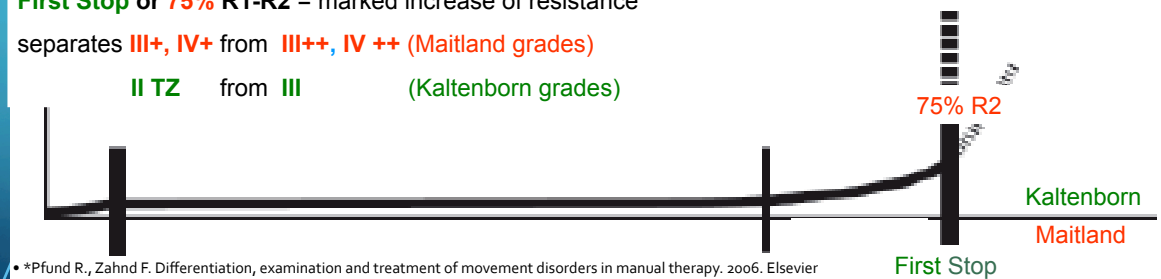 First Stop or 75% R1-R2 = marked increase of resistance
separates III+, IV+ from III++, IV ++ (Maitland grades)
II TZ from III (Kaltenborn grades)
75% R2
Kaltenborn
Maitland
First Stop
• *Pfund R., Zahnd F. Differentiation, examination and treatment of movement disorders in manual therapy. 2006. Elsevier